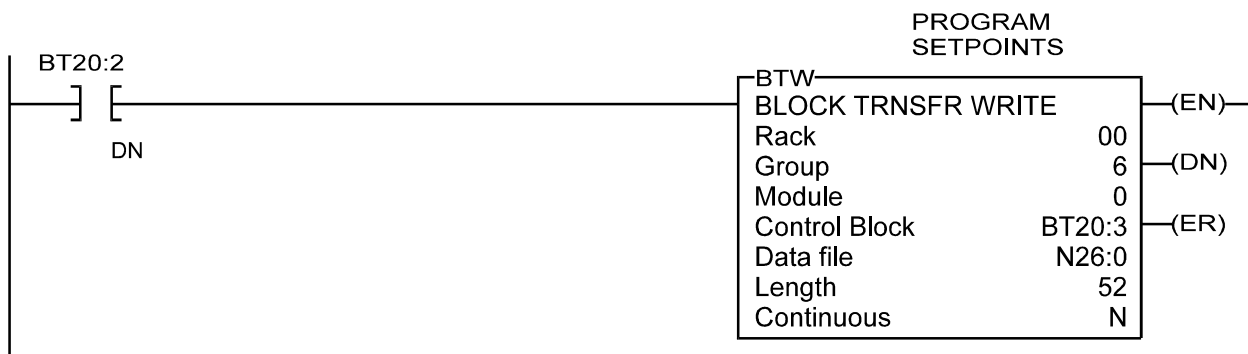 PROGRAM
SETPOINTS
BT20:2
DN
BTW
BLOCK TRNSFR WRITE
Rack 00
Group 6
Module 0
Control Block BT20:3
Data file N26:0
Length 52
Continuous N
(EN)
(DN)
(ER)